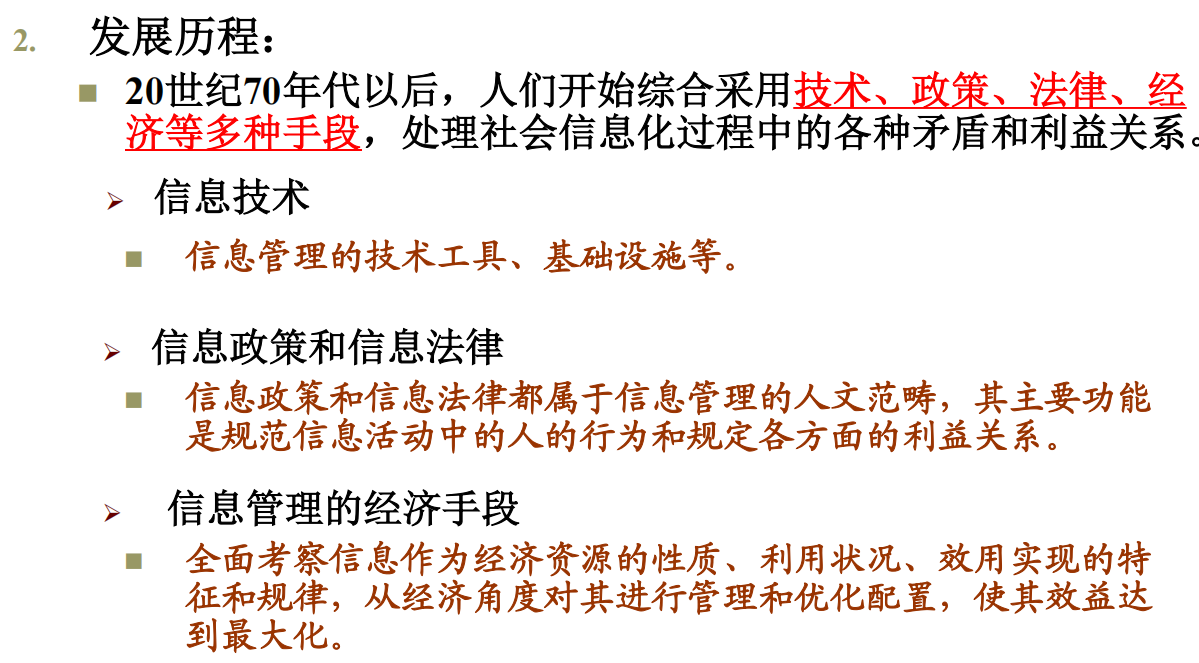 2. 发展历程：
20世纪70年代以后，人们开始综合采用技术、政策、法律、经
济等多种手段，处理社会信息化过程中的各种矛盾和利益关系。
信息技术
信息管理的技术工具、基础设施等。
信息政策和信息法律
信息政策和信息法律都属于信息管理的人文范畴，其主要功能
是规范信息活动中的人的行为和规定各方面的利益关系。
信息管理的经济手段
全面考察信息作为经济资源的性质、利用状况、效用实现的特
征和规律，从经济角度对其进行管理和优化配置，使其效益达
到最大化。